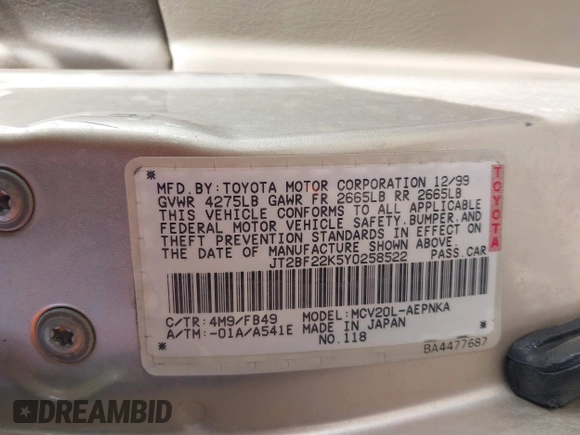 MFD.BY:TOYOTA MOTOR CORPORATION 12/99
GVWR 4275LB GAWR FR 2665LB RR 2665LB
THIS VEHICLE CONFORMS TO ALL APPLICABLE
FEDERAL MOTOR VEHICLE SAFETY,BUMPER,AND
THEFT PREVENTION STANDARDS IN EFFECT ON
THE DATE OF MANUFACTURE SHOWN ABOVE.
JT2BF22K5Y0258522 PASS.CAR
TOYOTA
C/TR:4M9/FB49 MODEL:MCV20L-AEPNKA
A/TM:-01A/A541E MADE IN JAPAN
NO.118
BA4477687
DREAMBID